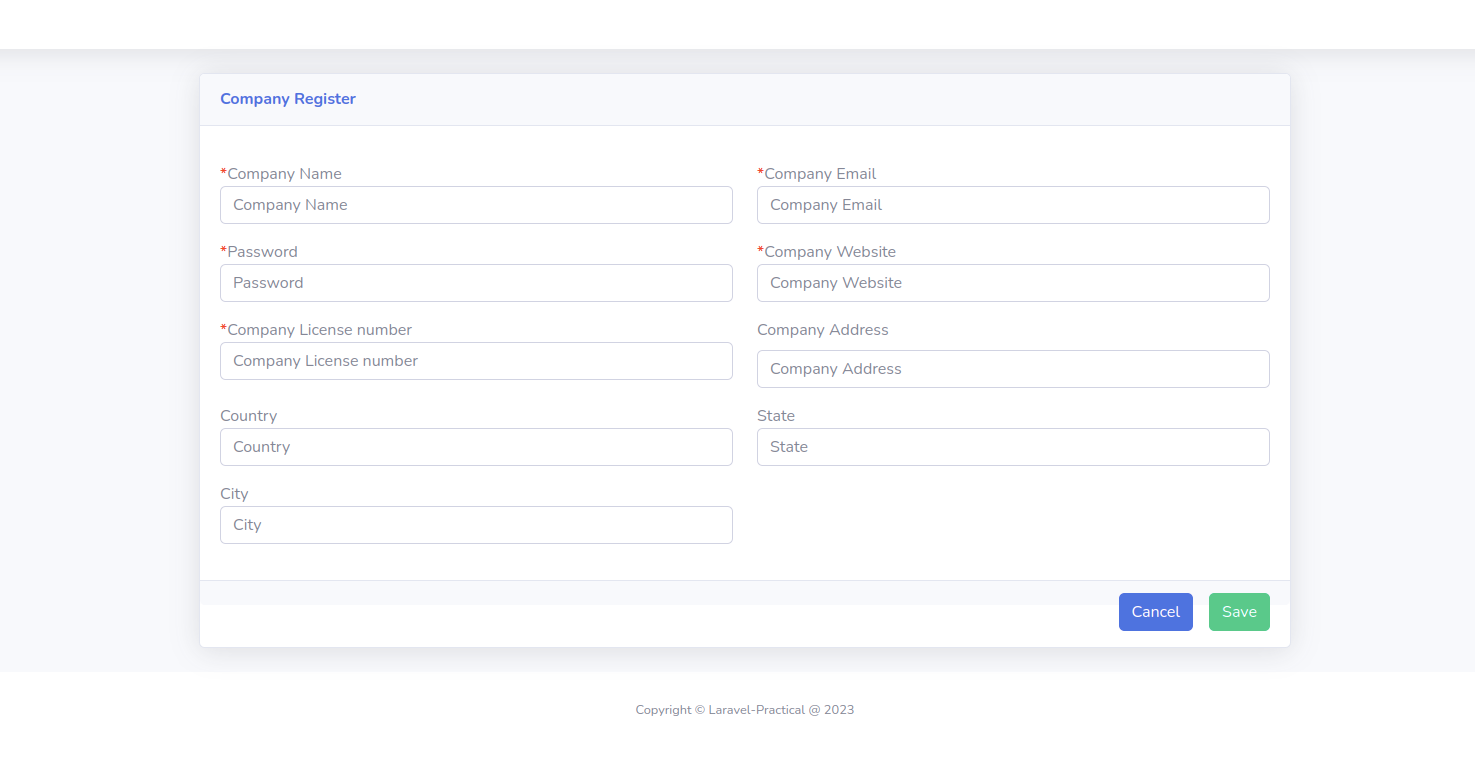 Company Register
*Company Name
*Company Email
Company Name
Company Email
*Password
*Company Website
Password
Company Website
*Company License number
Company Address
Company License number
Company Address
Country
State
Country
State
City
City
Cancel
Save
Copyright © Laravel-Practical @ 2023